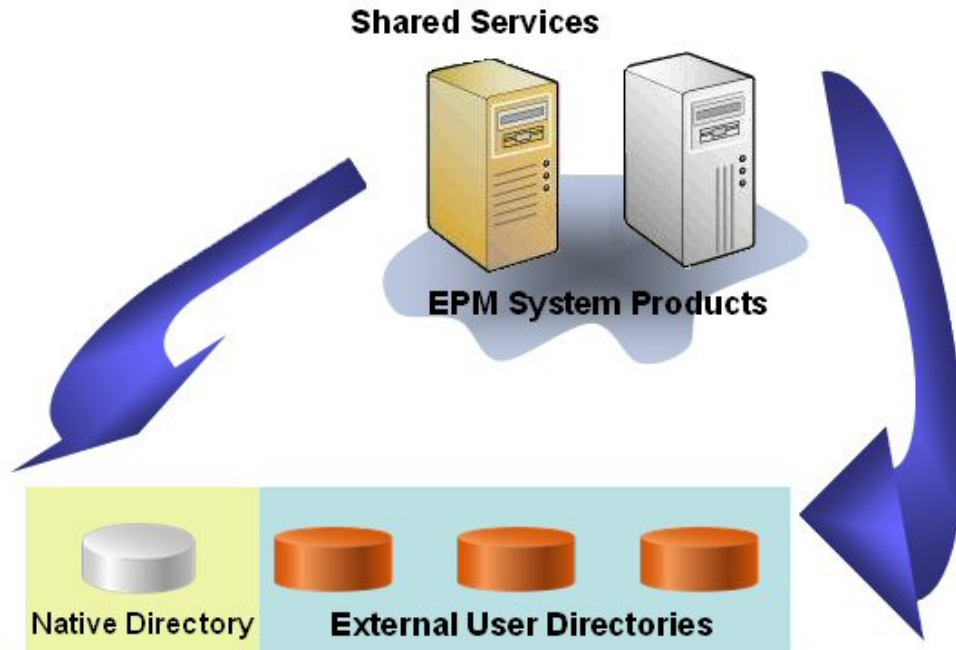 Shared Services
EPM System Products
Native Directory
External User Directories